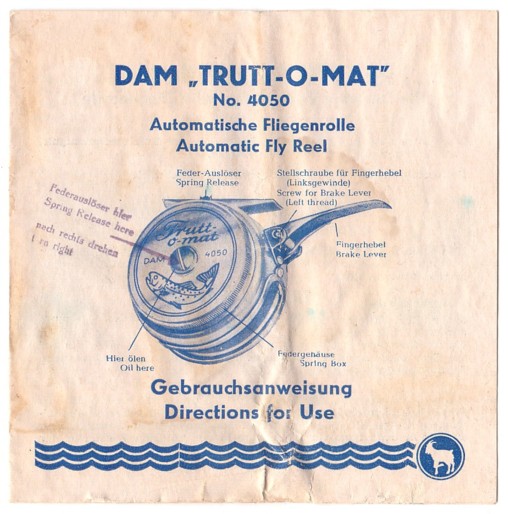 DAM „TRUTT-O-MAT”
No. 4050
Automatische Fliegenrolle
Automatic Fly Reel
Feder-Auslöser
Spring Release
Stellschraube für Fingerhebel
(Linksgewinde)
Screw for Brake Lever
(Left thread)
Federauslöser hier
Spring Release here
nach rechts drehen
right
Trutt-
o-mat
DAM 4050
Fingerhebel
Brake Lever
Hier ölen
Oil here
Federgehäuse
Spring Box
Gebrauchsanweisung
Directions for Use